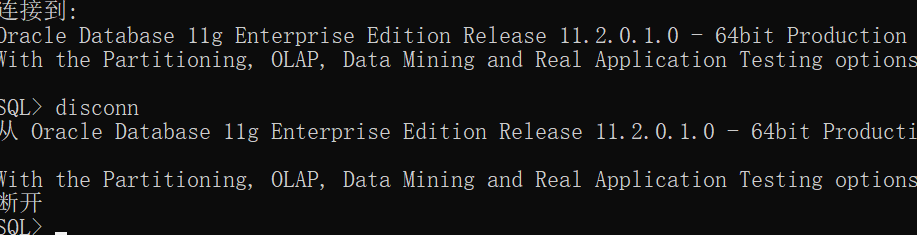 连接到:
Oracle Database 11g Enterprise Edition Release 11.2.0.1.0 - 64bit Production
With the Partitioning, OLAP, Data Mining and Real Application Testing options
SQL> disconn
从 Oracle Database 11g Enterprise Edition Release 11.2.0.1.0 - 64bit Producti
With the Partitioning, OLAP, Data Mining and Real Application Testing options
断开
SQL>